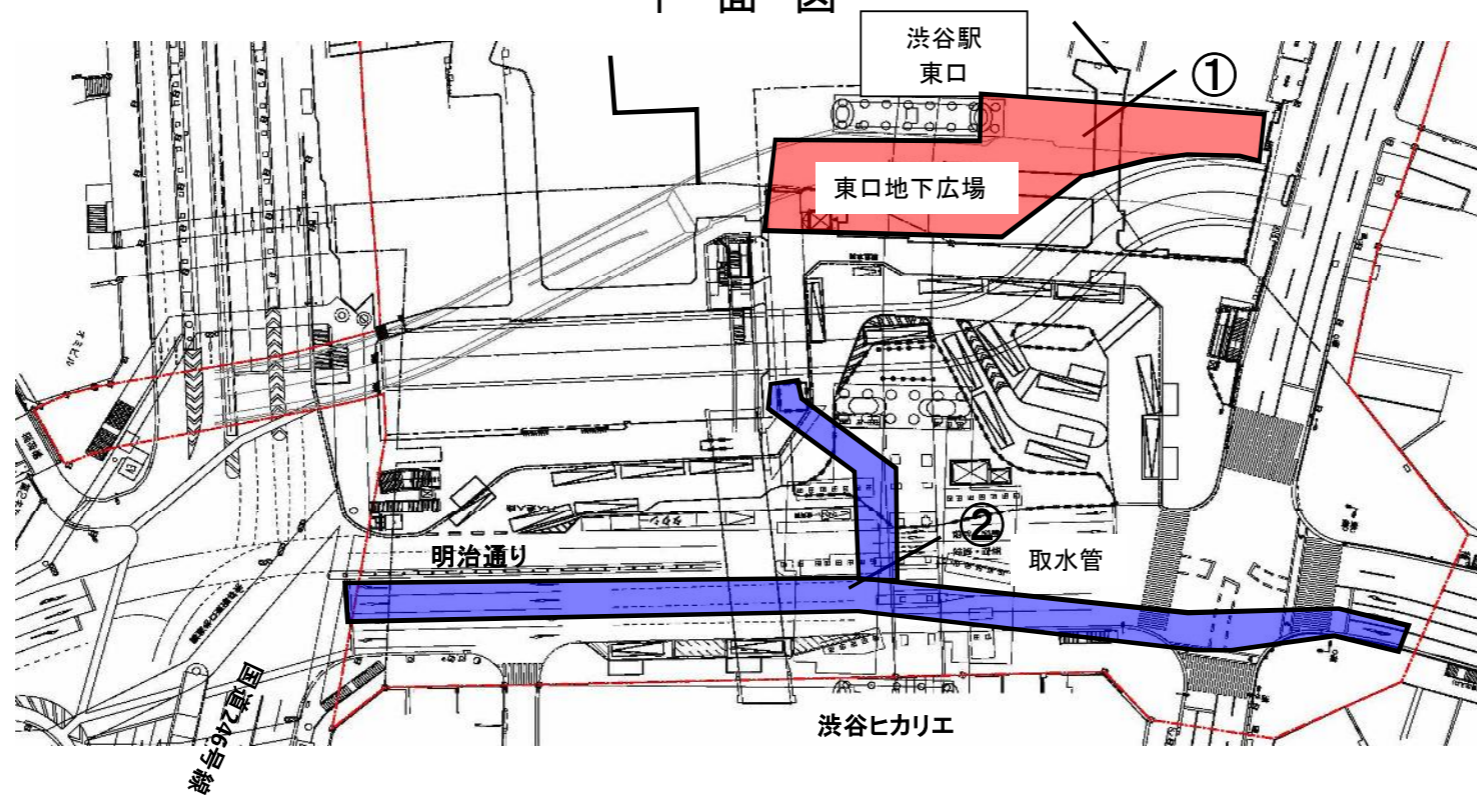 平 面 図
渋谷駅
東口
①
東口地下広場
②
取水管
明治通り
国道246号線
渋谷ヒカリエ